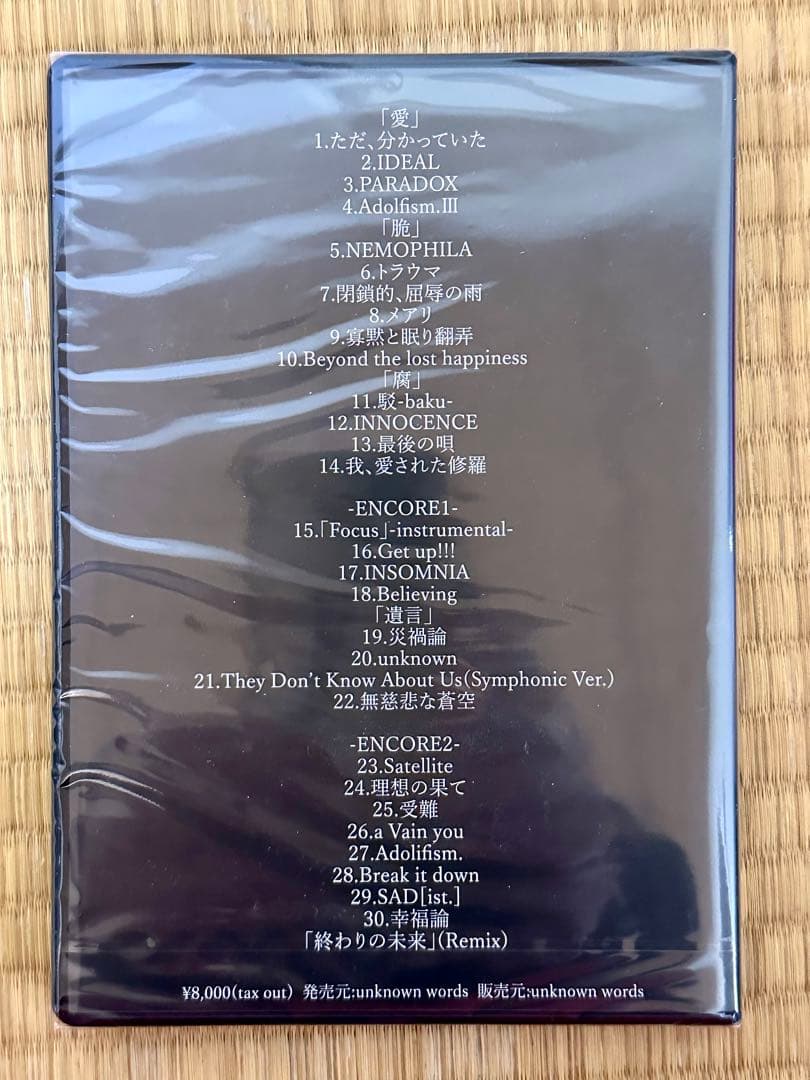 「愛」
1.ただ、分かっていた
2.IDEAL
3.PARADOX
4.Adolfism.Ⅲ
「脆」
5.NEMOPHILA
6.トラウマ
7.閉鎖的、屈辱の雨
8.メアリ
9.寡黙と眠り翻弄
10.Beyond the lost happiness
「腐」
11.駁-baku-
12.INNOCENCE
13.最後の唄
14.我、愛された修羅
-ENCORE1-
15.「Focus」-instrumental-
16.Get up!!!
17.INSOMNIA
18.Believing
「遺言」
19.災禍論
20.unknown
21.They Don't Know About Us(Symphonic Ver.)
22.無慈悲な蒼空
-ENCORE2-
23.Satellite
24.理想の果て
25.受難
26.a Vain you
27.Adolifism.
28.Break it down
29.SAD[ist.]
30.幸福論
「終わりの未来」(Remix)
¥8,000(tax out) 発売元:unknown words 販売元:unknown words